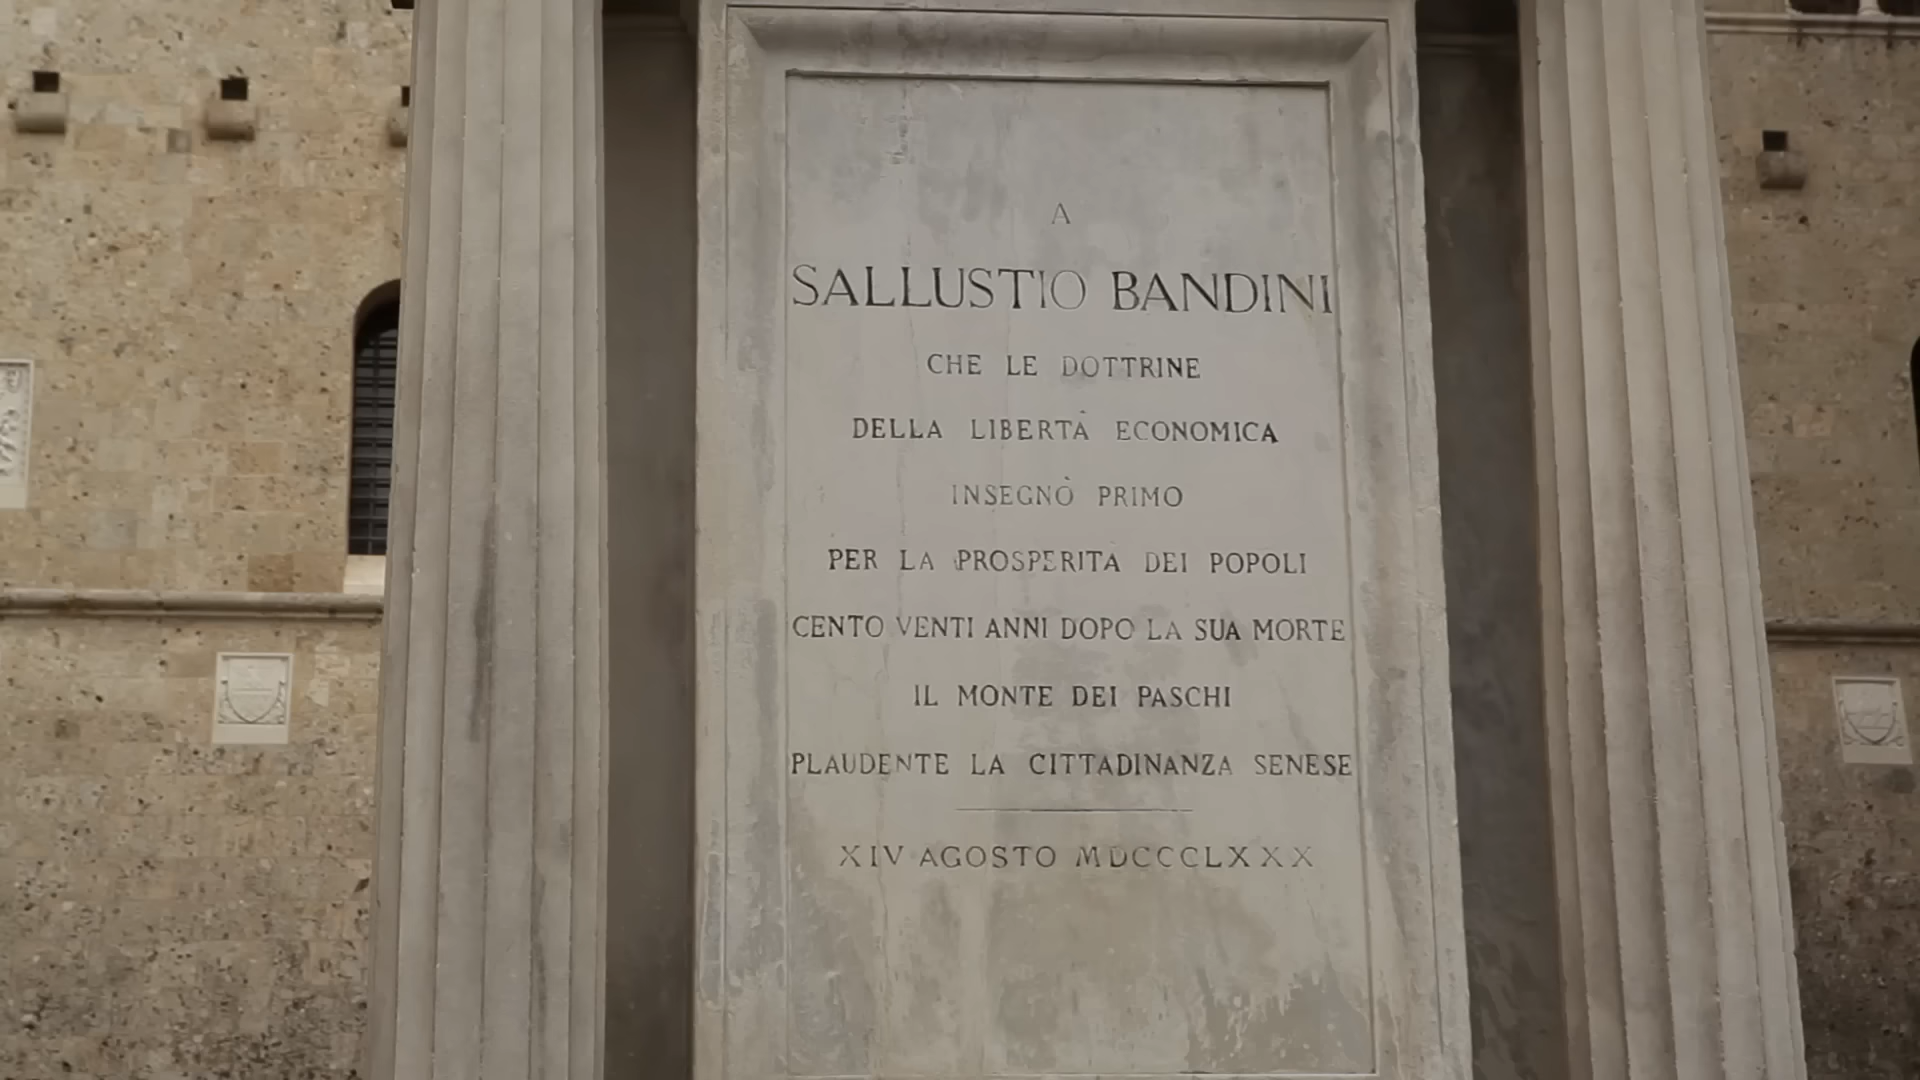 A
SALLUSTIO BANDINI
CHE LE DOTTRINE
DELLA LIBERTÀ ECONOMICA
INSEGNÒ PRIMO
PER LA PROSPERITÀ DEI POPOLI
CENTO VENTI ANNI DOPO LA SUA MORTE
IL MONTE DEI PASCHI
PLAUDENTE LA CITTADINANZA SENESE
XIV AGOSTO MDCCCLXXX